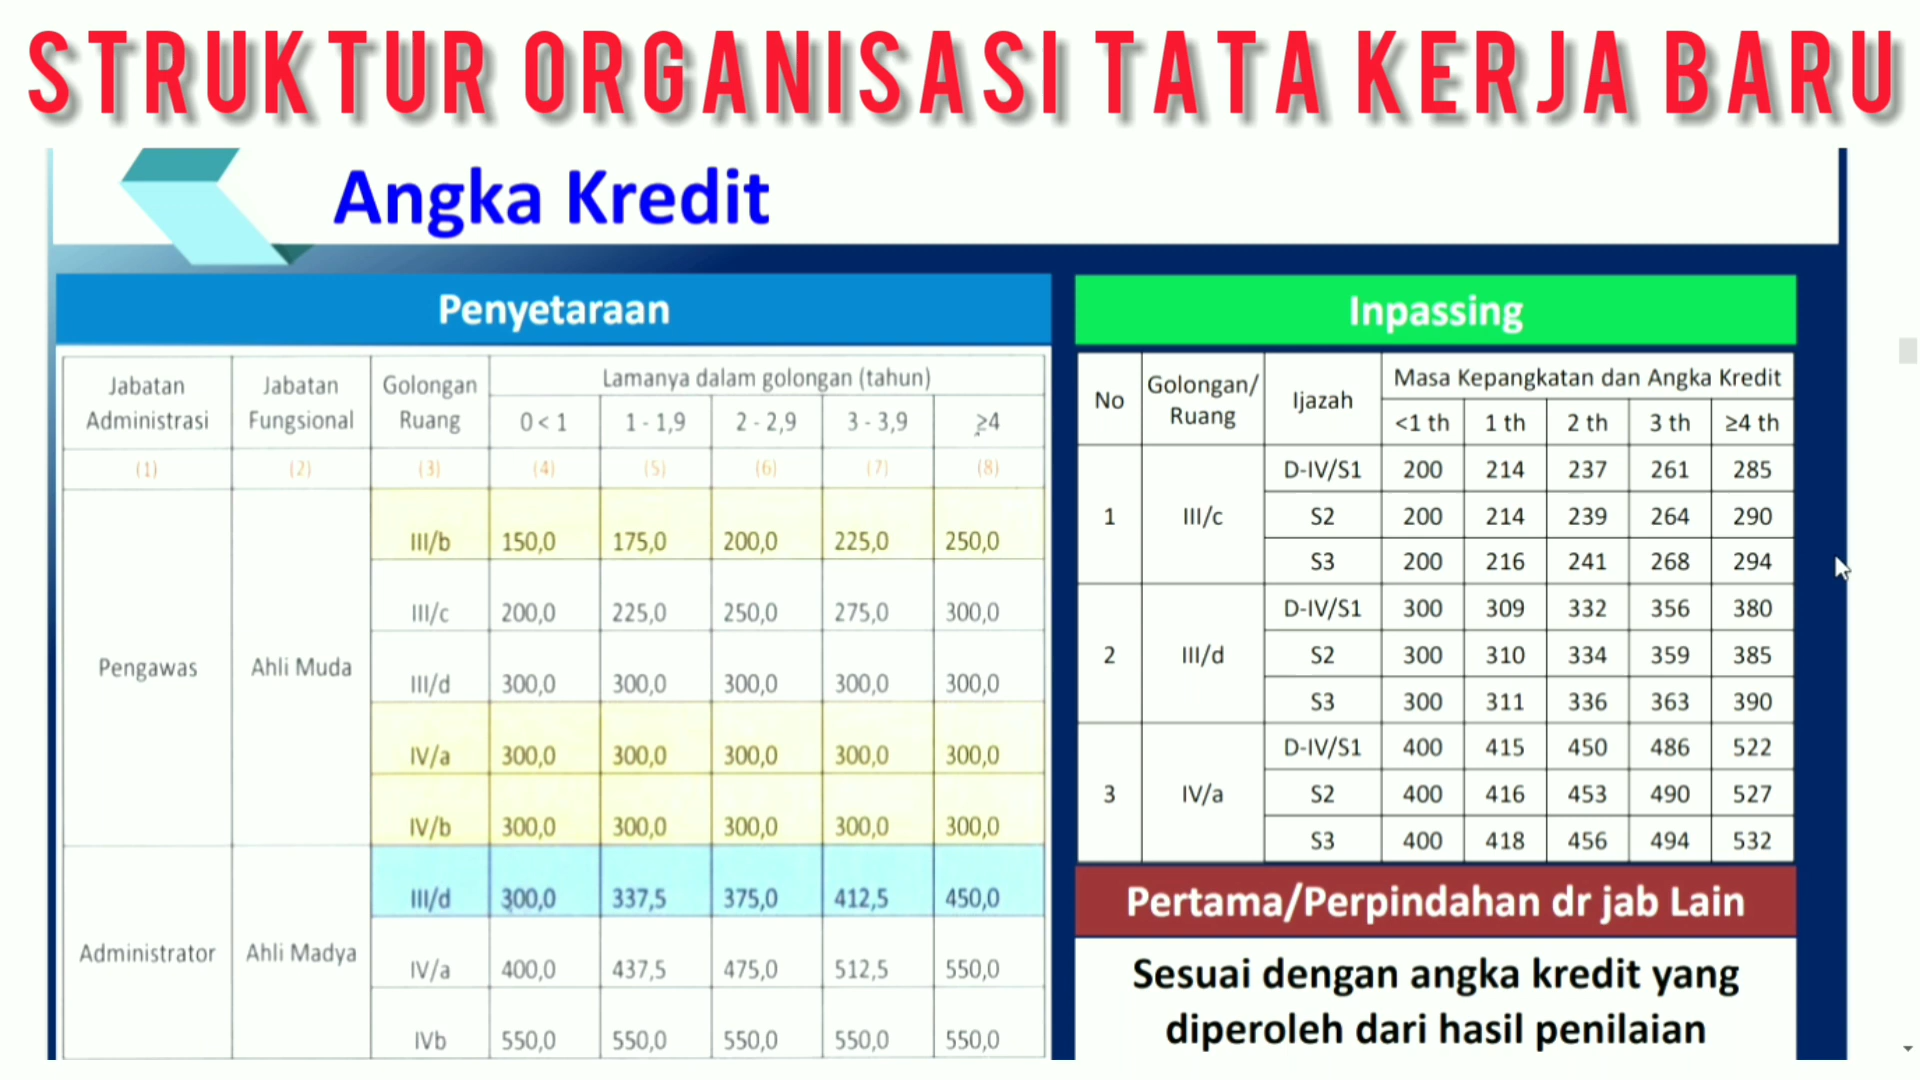 STRUKTUR ORGANISASI TATA KERJA BARU
Angka Kredit
Penyetaraan
Jabatan Administrasi Jabatan Fungsional Golongan Ruang Lamanya dalam golongan (tahun)
0 < 1 1 - 1,9 2 - 2,9 3 - 3,9 ≥4
(1) (2) (3) (4) (5) (6) (7) (8)
Pengawas Ahli Muda
III/b 150,0 175,0 200,0 225,0 250,0
III/c 200,0 225,0 250,0 275,0 300,0
III/d 300,0 300,0 300,0 300,0 300,0
IV/a 300,0 300,0 300,0 300,0 300,0
IV/b 300,0 300,0 300,0 300,0 300,0
Administrator Ahli Madya
III/d 300,0 337,5 375,0 412,5 450,0
IV/a 400,0 437,5 475,0 512,5 550,0
IVb 550,0 550,0 550,0 550,0 550,0
Inpassing
No Golongan/ Ruang Ijazah Masa Kepangkatan dan Angka Kredit
<1 th 1 th 2 th 3 th ≥4 th
1 III/c
D-IV/S1 200 214 237 261 285
S2 200 214 239 264 290
S3 200 216 241 268 294
2 III/d
D-IV/S1 300 309 332 356 380
S2 300 310 334 359 385
S3 300 311 336 363 390
3 IV/a
D-IV/S1 400 415 450 486 522
S2 400 416 453 490 527
S3 400 418 456 494 532
Pertama/Perpindahan dr jab Lain
Sesuai dengan angka kredit yang
diperoleh dari hasil penilaian